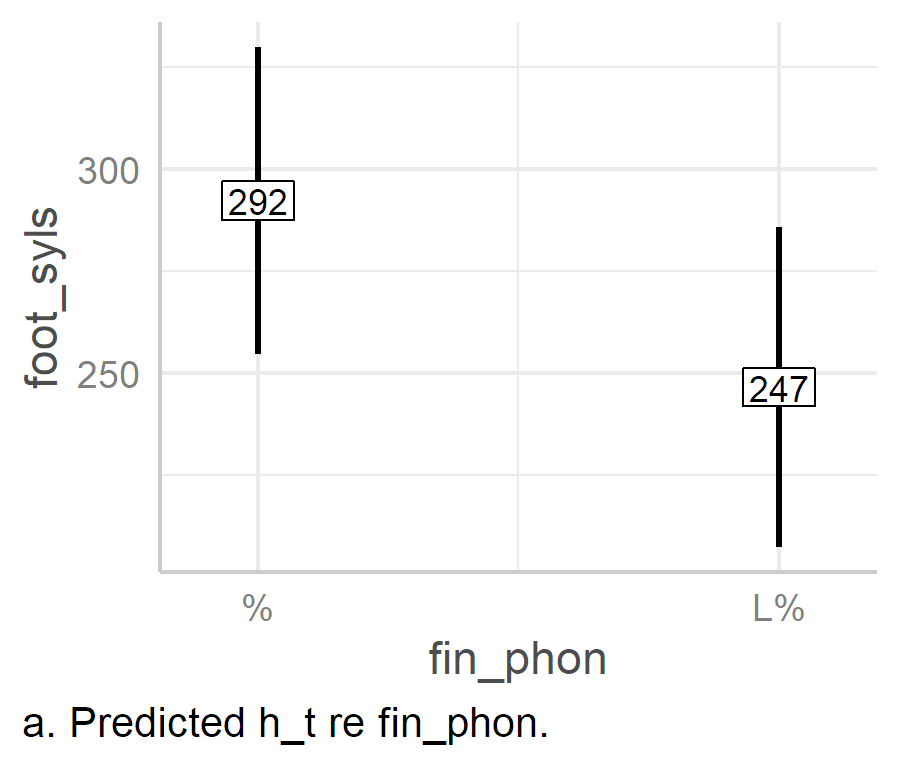 300
292
foot_syls
250
247
%
L%
fin_phon
a. Predicted h_t re fin_phon.